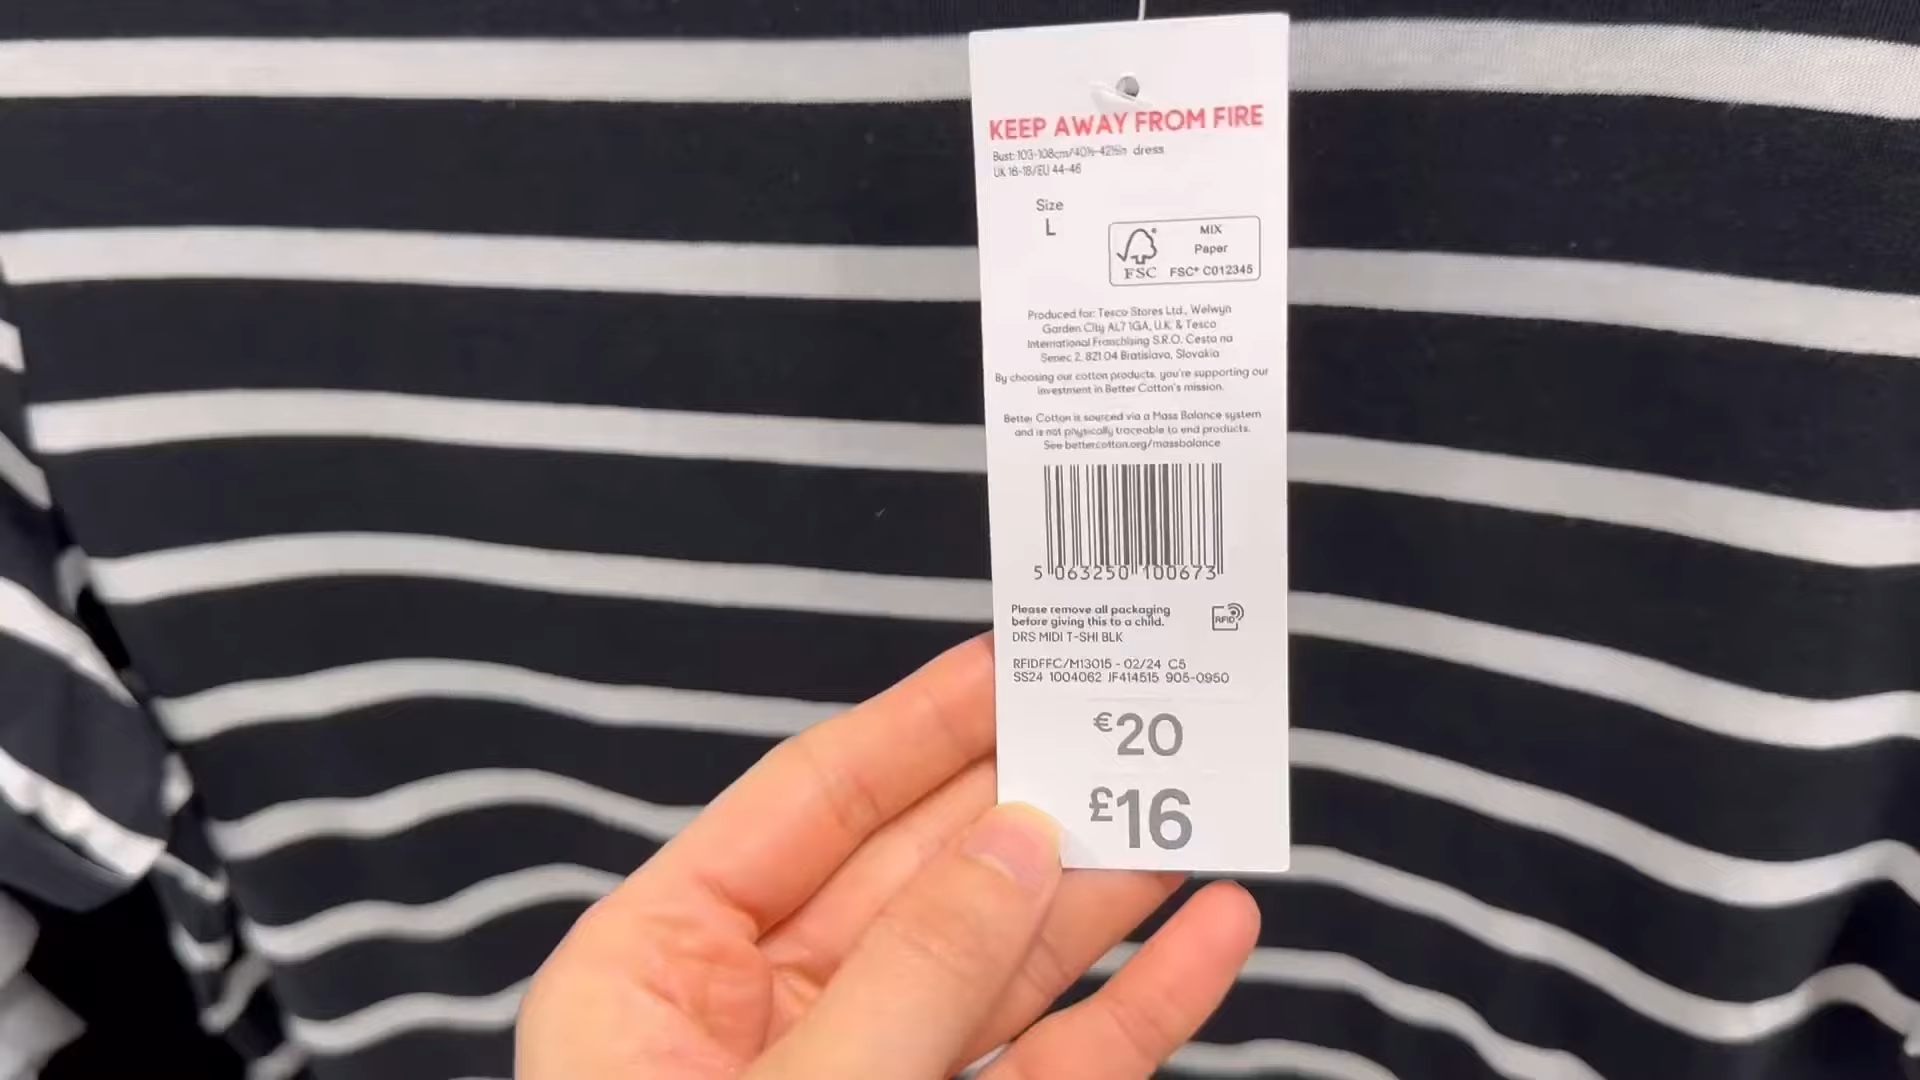 KEEP AWAY FROM FIRE
Bust: 103-108cm/40½-42½in dress
UK 16-18/EU 44-46
Size
L
MIX
Paper
FSC® C012345
FSC
Produced for: Tesco Stores Ltd., Welwyn
Garden City AL7 1GA, U.K. & Tesco
International Franchising S.R.O. Cesta na
Senec 2, 821 04 Bratislava, Slovakia
By choosing our cotton products, you're supporting our
investment in Better Cotton's mission.
Better Cotton is sourced via a Mass Balance system
and is not physically traceable to end products.
See bettercotton.org/massbalance
5 063250 100673
Please remove all packaging
before giving this to a child.
RFID
DRS MIDI T-SHI BLK
RFIDFFC/M13015 - 02/24 C5
SS24 1004062 JF414515 905-0950
€20
£16